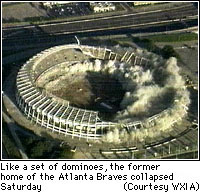 Like a set of dominoes, the former
home of the Atlanta Braves collapsed
Saturday (Courtesy WXIA)